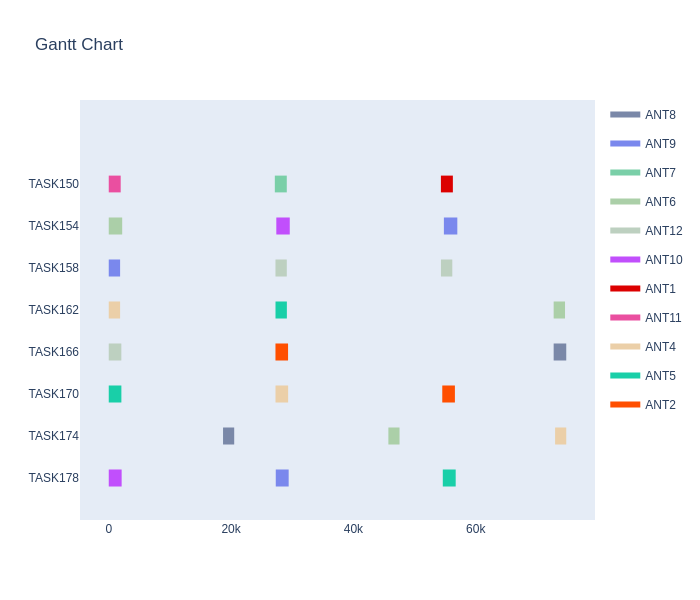 Gantt Chart
TASK150
TASK154
TASK158
TASK162
TASK166
TASK170
TASK174
TASK178
0
20k
40k
60k
ANT8
ANT9
ANT7
ANT6
ANT12
ANT10
ANT1
ANT11
ANT4
ANT5
ANT2